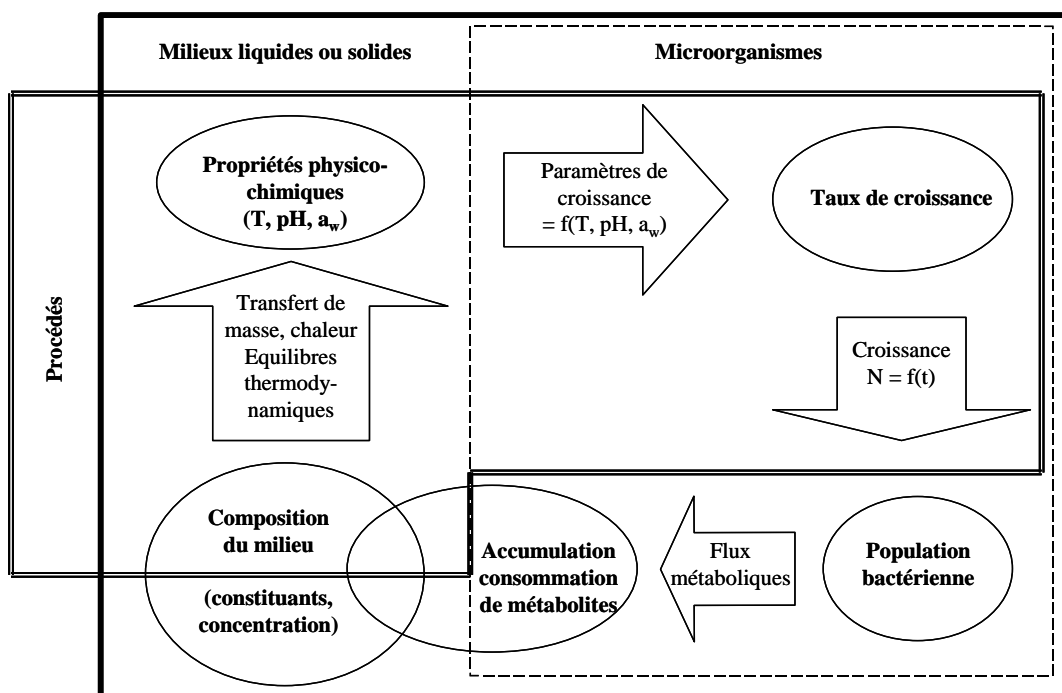 Milieux liquides ou solides
Microorganismes
Procédés
Propriétés physico-
chimiques
(T, pH, aw)
Paramètres de
croissance
= f(T, pH, aw)
Taux de croissance
Transfert de
masse, chaleur
Equilibres
thermody-
namiques
Croissance
N = f(t)
Composition
du milieu
(constituants,
concentration)
Accumulation
consommation
de métabolites
Flux
métaboliques
Population
bactérienne